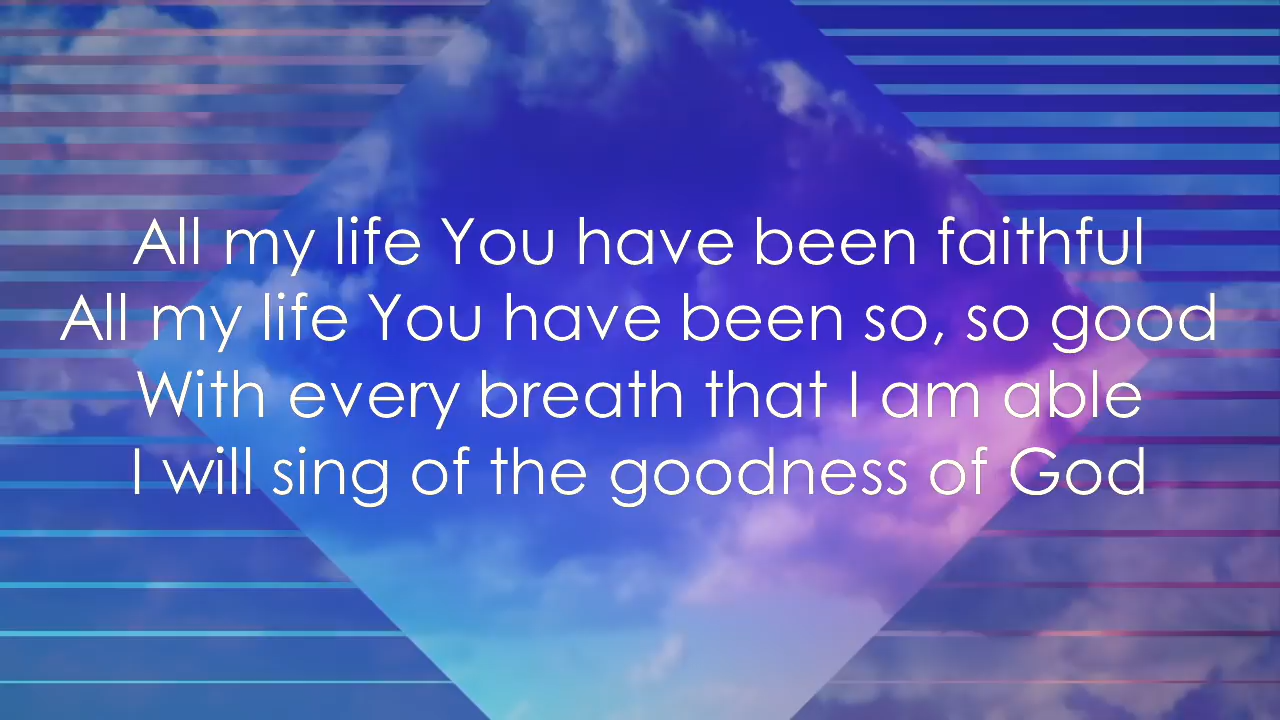 All my life You have been faithful
All my life You have been so, so good
With every breath that I am able
I will sing of the goodness of God